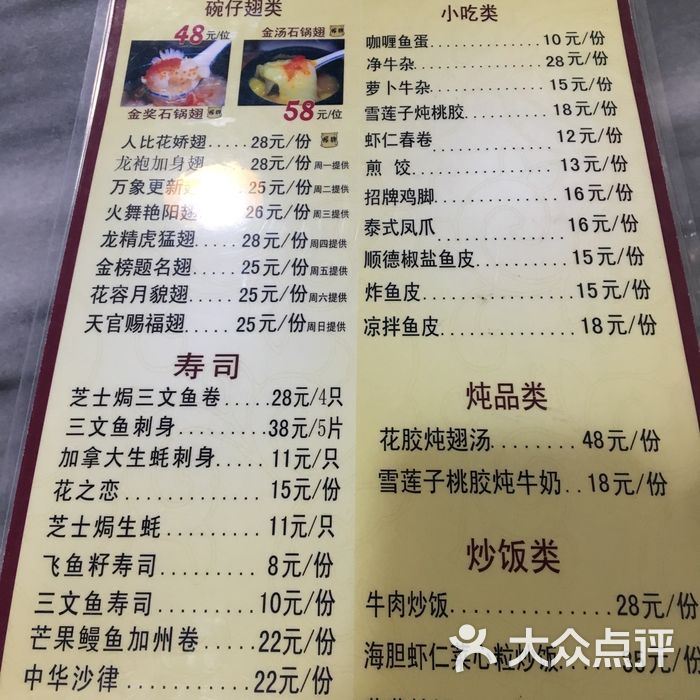 碗仔翅类
48元/位
金汤石锅翅
金奖石锅翅
58元/位
人比花娇翅.....28元/份
龙袍加身翅....28元/份周一提供
万象更新 25元/份周二提供
火舞艳阳翅 26元/份周三提供
龙精虎猛翅....28元/份周四提供
金榜题名翅....25元/份周五提供
花容月貌翅....25元/份周六提供
天官赐福翅....25元/份周日提供
寿司
芝士焗三文鱼卷.....28元/4只
三文鱼刺身........38元/5片
加拿大生蚝刺身....11元/只
花之恋..........15元/份
芝士焗生蚝.......11元/只
飞鱼籽寿司.........8元/份
三文鱼寿司........10元/份
芒果鳗鱼加州卷....22元/份
中华沙律..........22元/份
小吃类
咖喱鱼蛋..........10元/份
净牛杂...........28元/份
萝卜牛杂..........15元/份
雪莲子炖桃胶.......18元/份
虾仁春卷..........12元/份
煎 饺..........13元/份
招牌鸡脚..........16元/份
泰式凤爪..........16元/份
顺德椒盐鱼皮.......15元/份
炸鱼皮...........15元/份
凉拌鱼皮..........18元/份
炖品类
花胶炖翅汤........48元/份
雪莲子桃胶炖牛奶..18元/份
炒饭类
牛肉炒饭..............28元/份
海胆虾仁菜心粒炒饭
大众点评